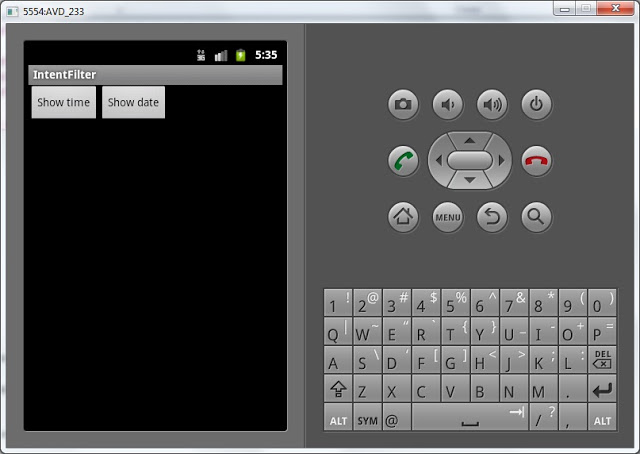 5554:AVD_233
3G 5:35
IntentFilter
Show time Show date
MENU
1 ! 2 @ 3 # 4 $ 5 % 6 ^ 7 & 8 * 9 ( 0 )
Q | W ~ E " R ` T { Y } U _ I - O + P =
A S \ D ' F [ G ] H < J > K ; L : DEL
Z X C V B N M .
ALT SYM @ / ? , ALT